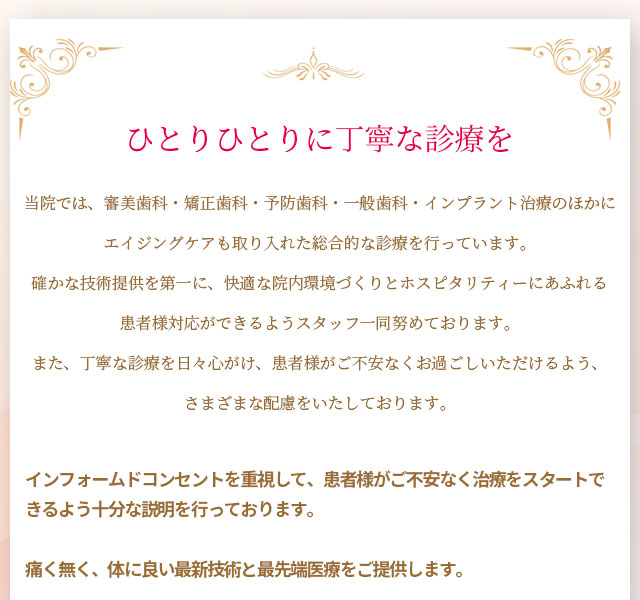 ひとりひとりに丁寧な診療を
当院では、審美歯科・矯正歯科・予防歯科・一般歯科・インプラント治療のほかに
エイジングケアも取り入れた総合的な診療を行っています。
確かな技術提供を第一に、快適な院内環境づくりとホスピタリティーにあふれる
患者様対応ができるようスタッフ一同努めております。
また、丁寧な診療を日々心がけ、患者様がご不安なくお過ごしいただけるよう、
さまざまな配慮をいたしております。
インフォームドコンセントを重視して、患者様がご不安なく治療をスタートで
きるよう十分な説明を行っております。
痛く無く、体に良い最新技術と最先端医療をご提供します。